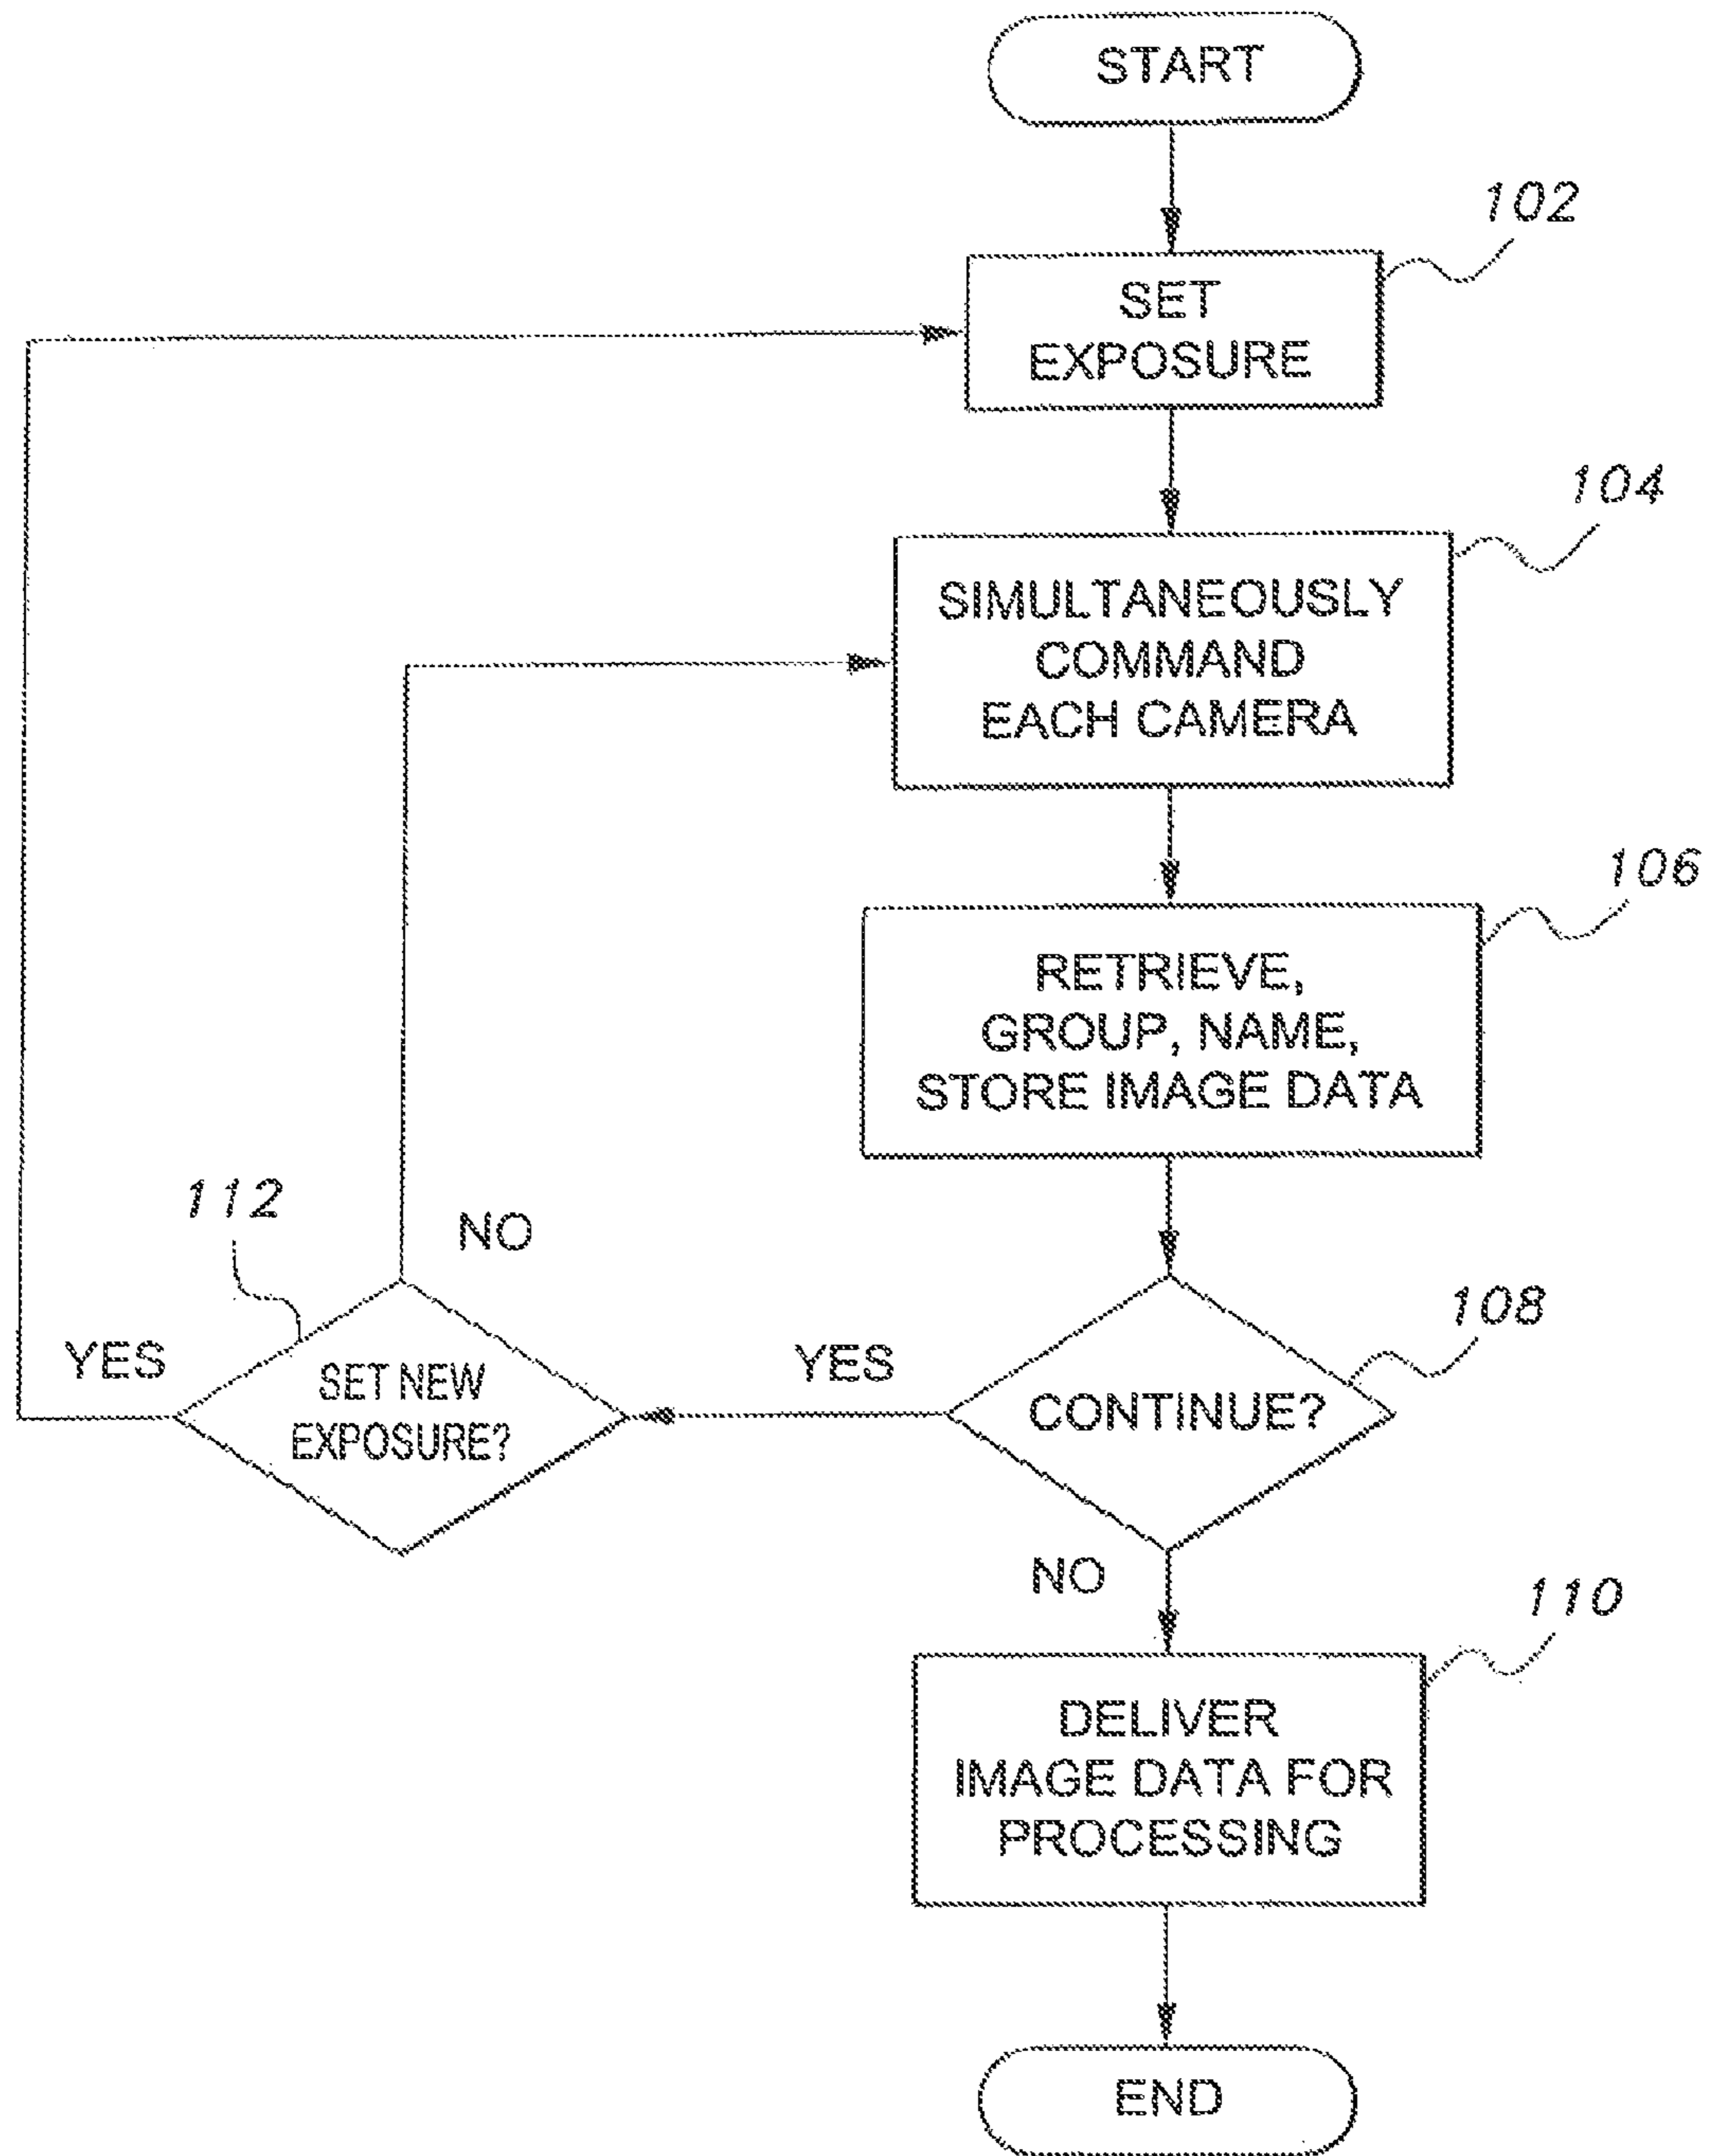 START
102
SET
EXPOSURE
104
SIMULTANEOUSLY
COMMAND
EACH CAMERA
106
RETRIEVE,
GROUP, NAME,
STORE IMAGE DATA
112
NO
YES
SET NEW
EXPOSURE?
YES
108
CONTINUE?
NO
110
DELIVER
IMAGE DATA FOR
PROCESSING
END